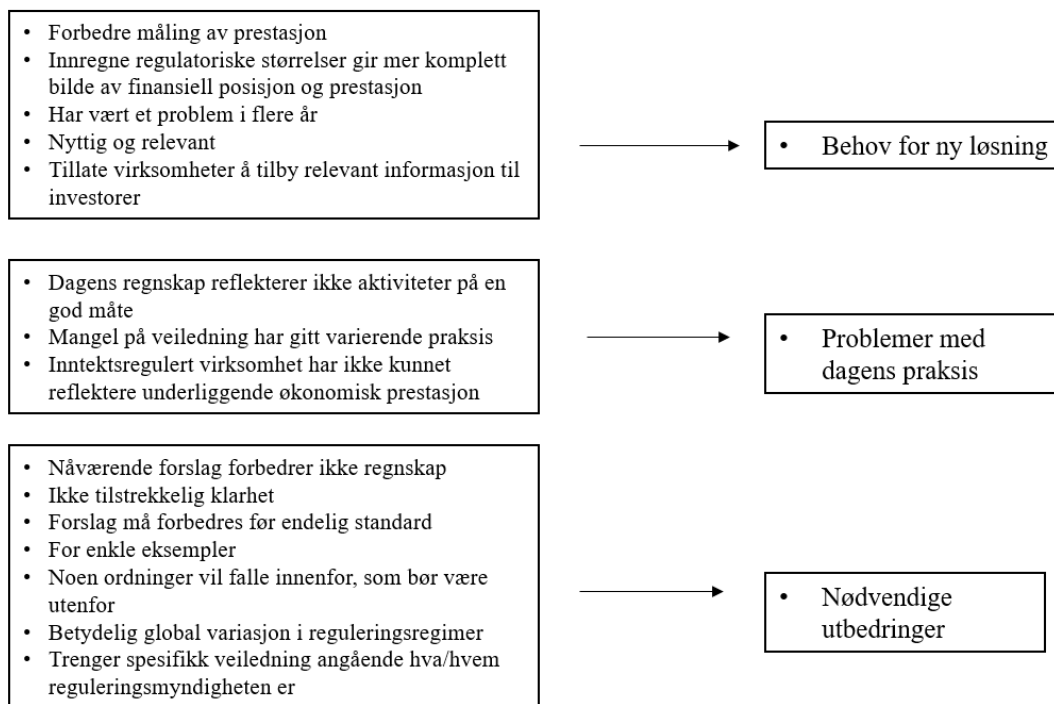 • Forbedre måling av prestasjon
• Innregne regulatoriske størrelser gir mer komplett
bilde av finansiell posisjon og prestasjon
• Har vært et problem i flere år
• Nyttig og relevant
• Tillate virksomheter å tilby relevant informasjon til
investorer
• Behov for ny løsning
• Dagens regnskap reflekterer ikke aktiviteter på en
god måte
• Mangel på veiledning har gitt varierende praksis
• Inntektsregulert virksomhet har ikke kunnet
reflektere underliggende økonomisk prestasjon
• Problemer med
dagens praksis
• Nåværende forslag forbedrer ikke regnskap
• Ikke tilstrekkelig klarhet
• Forslag må forbedres før endelig standard
• For enkle eksempler
• Noen ordninger vil falle innenfor, som bør være
utenfor
• Betydelig global variasjon i reguleringsregimer
• Trenger spesifikk veiledning angående hva/hvem
reguleringsmyndigheten er
• Nødvendige
utbedringer